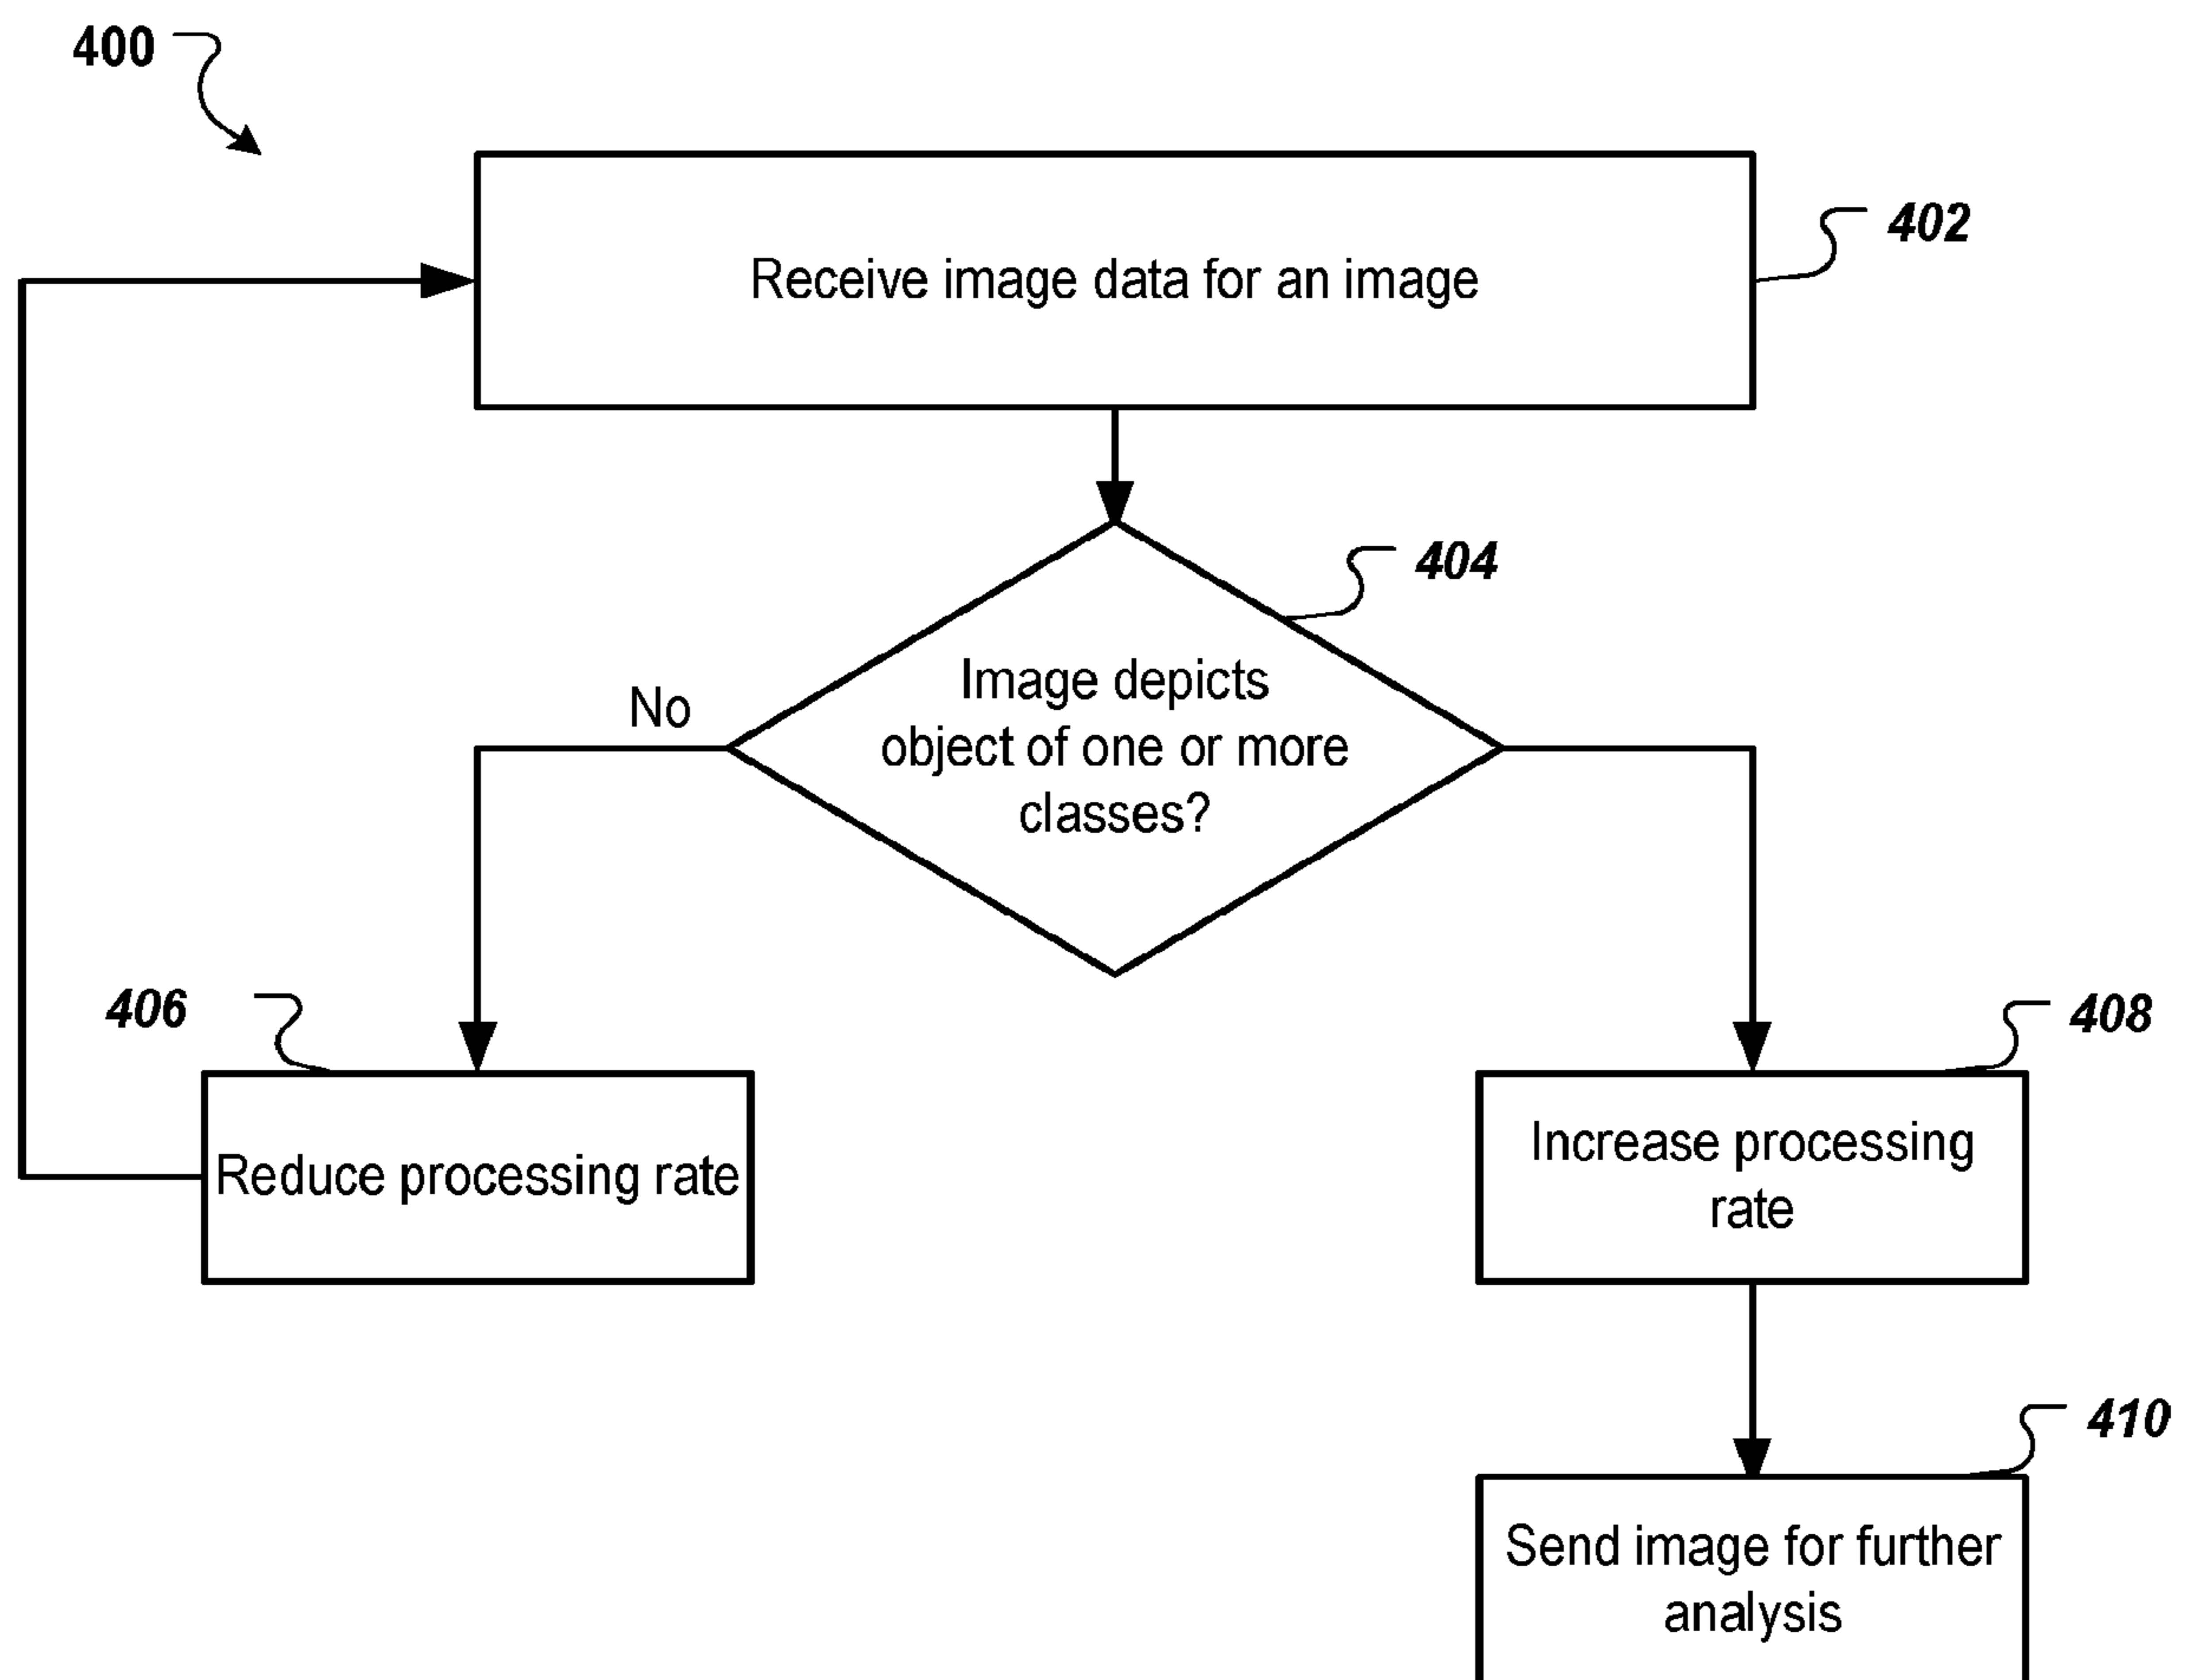 400
Receive image data for an image
402
404
Image depicts
object of one or more
classes?
No
406
Reduce processing rate
408
Increase processing
rate
410
Send image for further
analysis